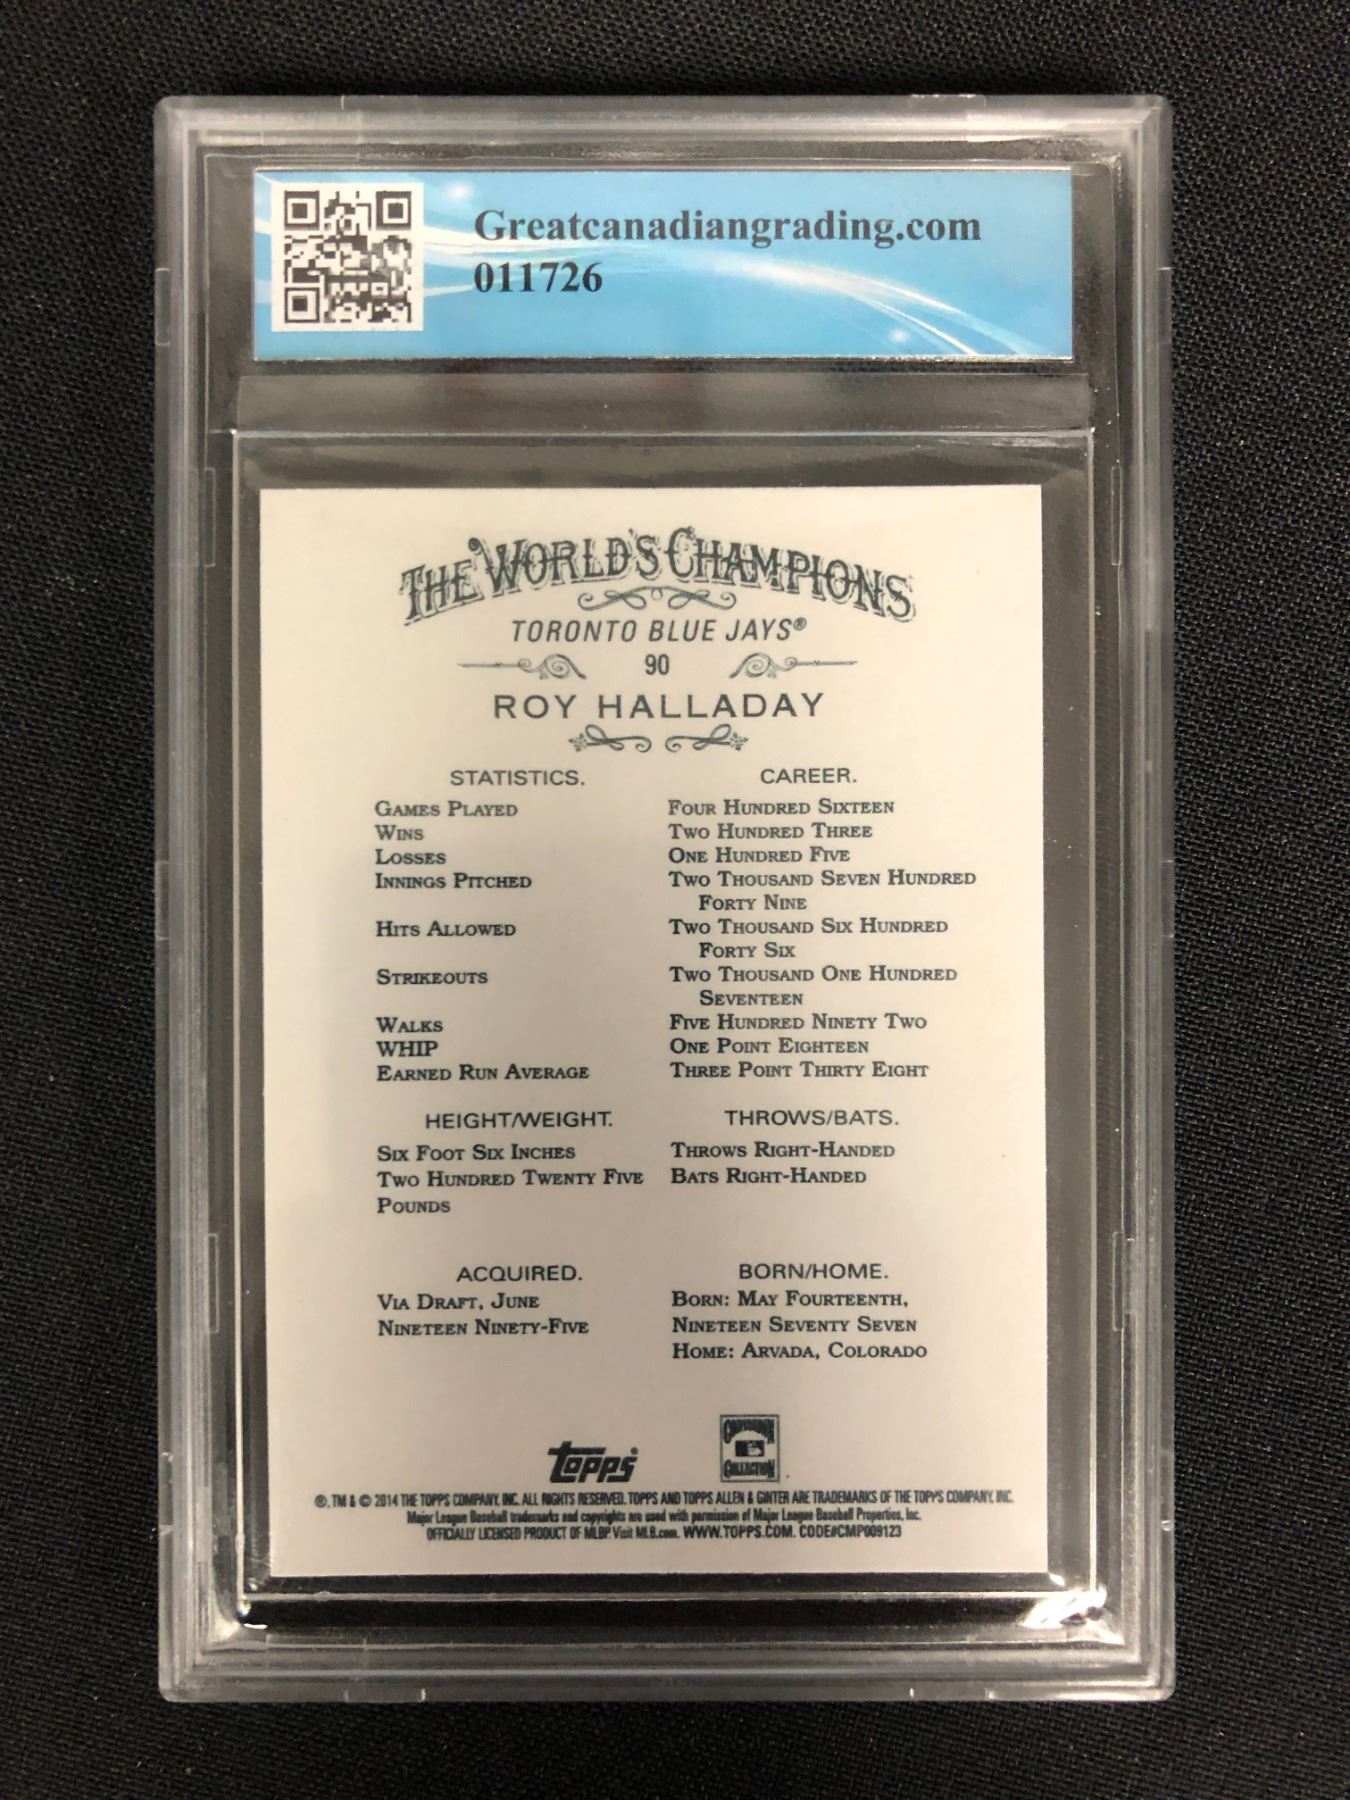 Greatcanadiangrading.com
011726
THE WORLD'S CHAMPIONS
TORONTO BLUE JAYS®
90
ROY HALLADAY
STATISTICS. CAREER.
GAMES PLAYED FOUR HUNDRED SIXTEEN
WINS TWO HUNDRED THREE
LOSSES ONE HUNDRED FIVE
INNINGS PITCHED TWO THOUSAND SEVEN HUNDRED
FORTY NINE
HITS ALLOWED TWO THOUSAND SIX HUNDRED
FORTY SIX
STRIKEOUTS TWO THOUSAND ONE HUNDRED
SEVENTEEN
WALKS FIVE HUNDRED NINETY TWO
WHIP ONE POINT EIGHTEEN
EARNED RUN AVERAGE THREE POINT THIRTY EIGHT
HEIGHT/WEIGHT. THROWS/BATS.
SIX FOOT SIX INCHES THROWS RIGHT-HANDED
TWO HUNDRED TWENTY FIVE BATS RIGHT-HANDED
POUNDS
ACQUIRED. BORN/HOME.
VIA DRAFT, JUNE BORN: MAY FOURTEENTH,
NINETEEN NINETY-FIVE NINETEEN SEVENTY SEVEN
HOME: ARVADA, COLORADO
COOPERSTOWN
COLLECTION
Topps
®, TM & © 2014 THE TOPPS COMPANY, INC. ALL RIGHTS RESERVED. TOPPS AND TOPPS ALLEN & GINTER ARE TRADEMARKS OF THE TOPPS COMPANY, INC.
Major League Baseball trademarks and copyrights are used with permission of Major League Baseball Properties, Inc.
OFFICIALLY LICENSED PRODUCT OF MLBP Visit MLB.com. WWW.TOPPS.COM. CODE#CMP009123